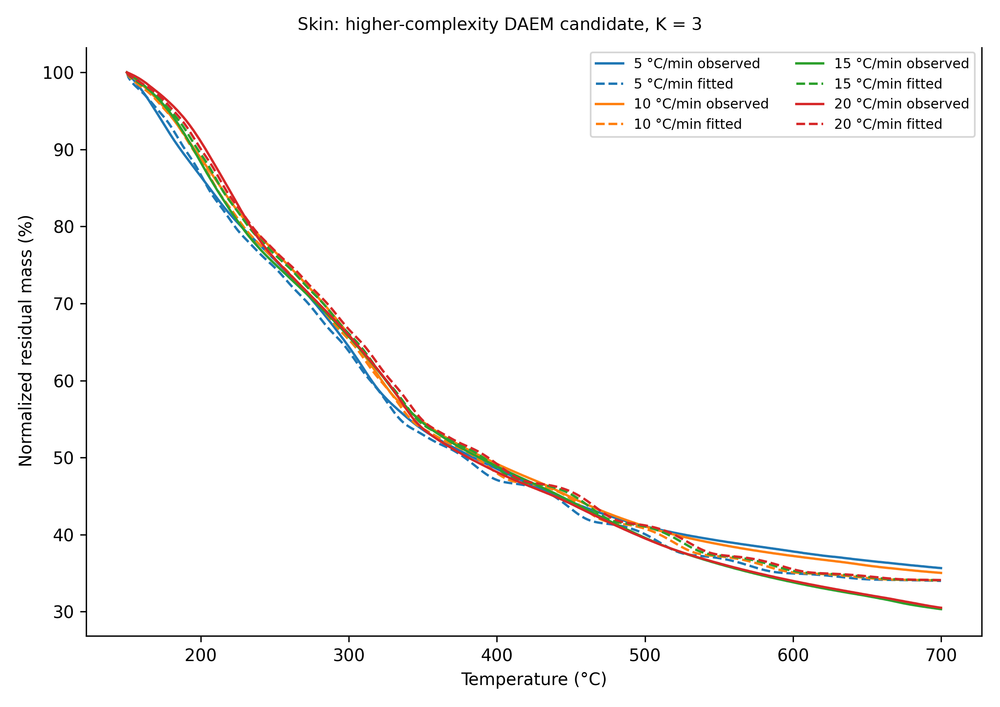 Skin: higher-complexity DAEM candidate, K = 3
5 °C/min observed
5 °C/min fitted
10 °C/min observed
10 °C/min fitted
15 °C/min observed
15 °C/min fitted
20 °C/min observed
20 °C/min fitted
Normalized residual mass (%)
100
90
80
70
60
50
40
30
200
300
400
500
600
700
Temperature (°C)